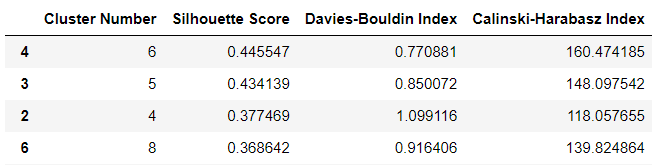 Cluster Number Silhouette Score Davies-Bouldin Index Calinski-Harabasz Index
4 6 0.445547 0.770881 160.474185
3 5 0.434139 0.850072 148.097542
2 4 0.377469 1.099116 118.057655
6 8 0.368642 0.916406 139.824864